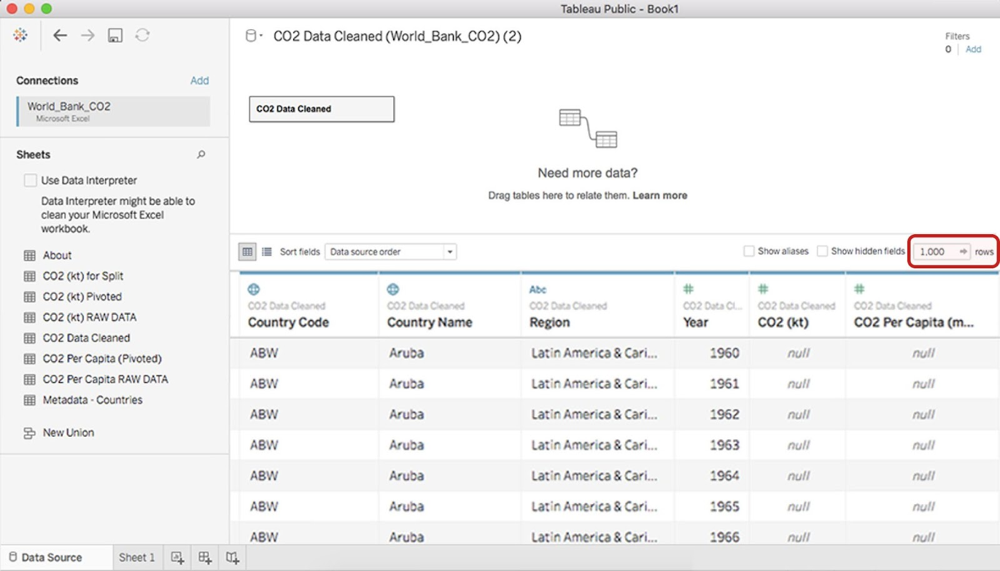 Tableau Public - Book1
CO2 Data Cleaned (World_Bank_CO2) (2)
Filters
0 Add
Connections Add
World_Bank_CO2
Microsoft Excel
CO2 Data Cleaned
Need more data?
Drag tables here to relate them. Learn more
Sheets
Use Data Interpreter
Data Interpreter might be able to
clean your Microsoft Excel
workbook.
About
CO2 (kt) for Split
CO2 (kt) Pivoted
CO2 (kt) RAW DATA
CO2 Data Cleaned
CO2 Per Capita (Pivoted)
CO2 Per Capita RAW DATA
Metadata - Countries
New Union
Sort fields Data source order Show aliases Show hidden fields 1,000 rows
Abc # # #
CO2 Data Cleaned CO2 Data Cleaned CO2 Data Cleaned CO2 Data Cl... CO2 Data Cleaned CO2 Data Cleaned
Country Code Country Name Region Year CO2 (kt) CO2 Per Capita (m...
ABW Aruba Latin America & Cari... 1960 null null
ABW Aruba Latin America & Cari... 1961 null null
ABW Aruba Latin America & Cari... 1962 null null
ABW Aruba Latin America & Cari... 1963 null null
ABW Aruba Latin America & Cari... 1964 null null
ABW Aruba Latin America & Cari... 1965 null null
ABW Aruba Latin America & Cari... 1966 null null
Data Source Sheet 1